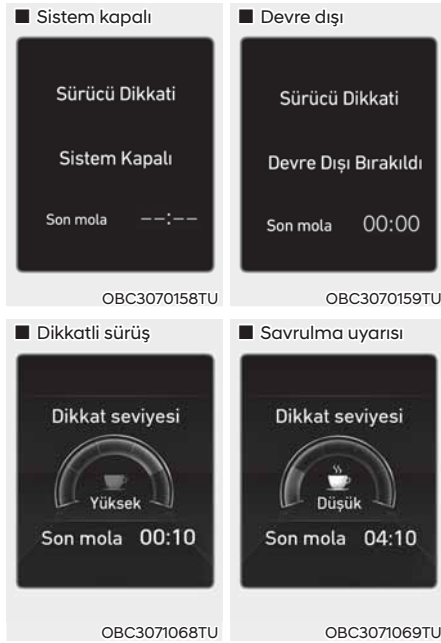 ■ Sistem kapalı
Sürücü Dikkati
Sistem Kapalı
Son mola --:--
OBC3070158TU
■ Devre dışı
Sürücü Dikkati
Devre Dışı Bırakıldı
Son mola 00:00
OBC3070159TU
■ Dikkatli sürüş
Dikkat seviyesi
Yüksek
Son mola 00:10
OBC3071068TU
■ Savrulma uyarısı
Dikkat seviyesi
Düşük
Son mola 04:10
OBC3071069TU